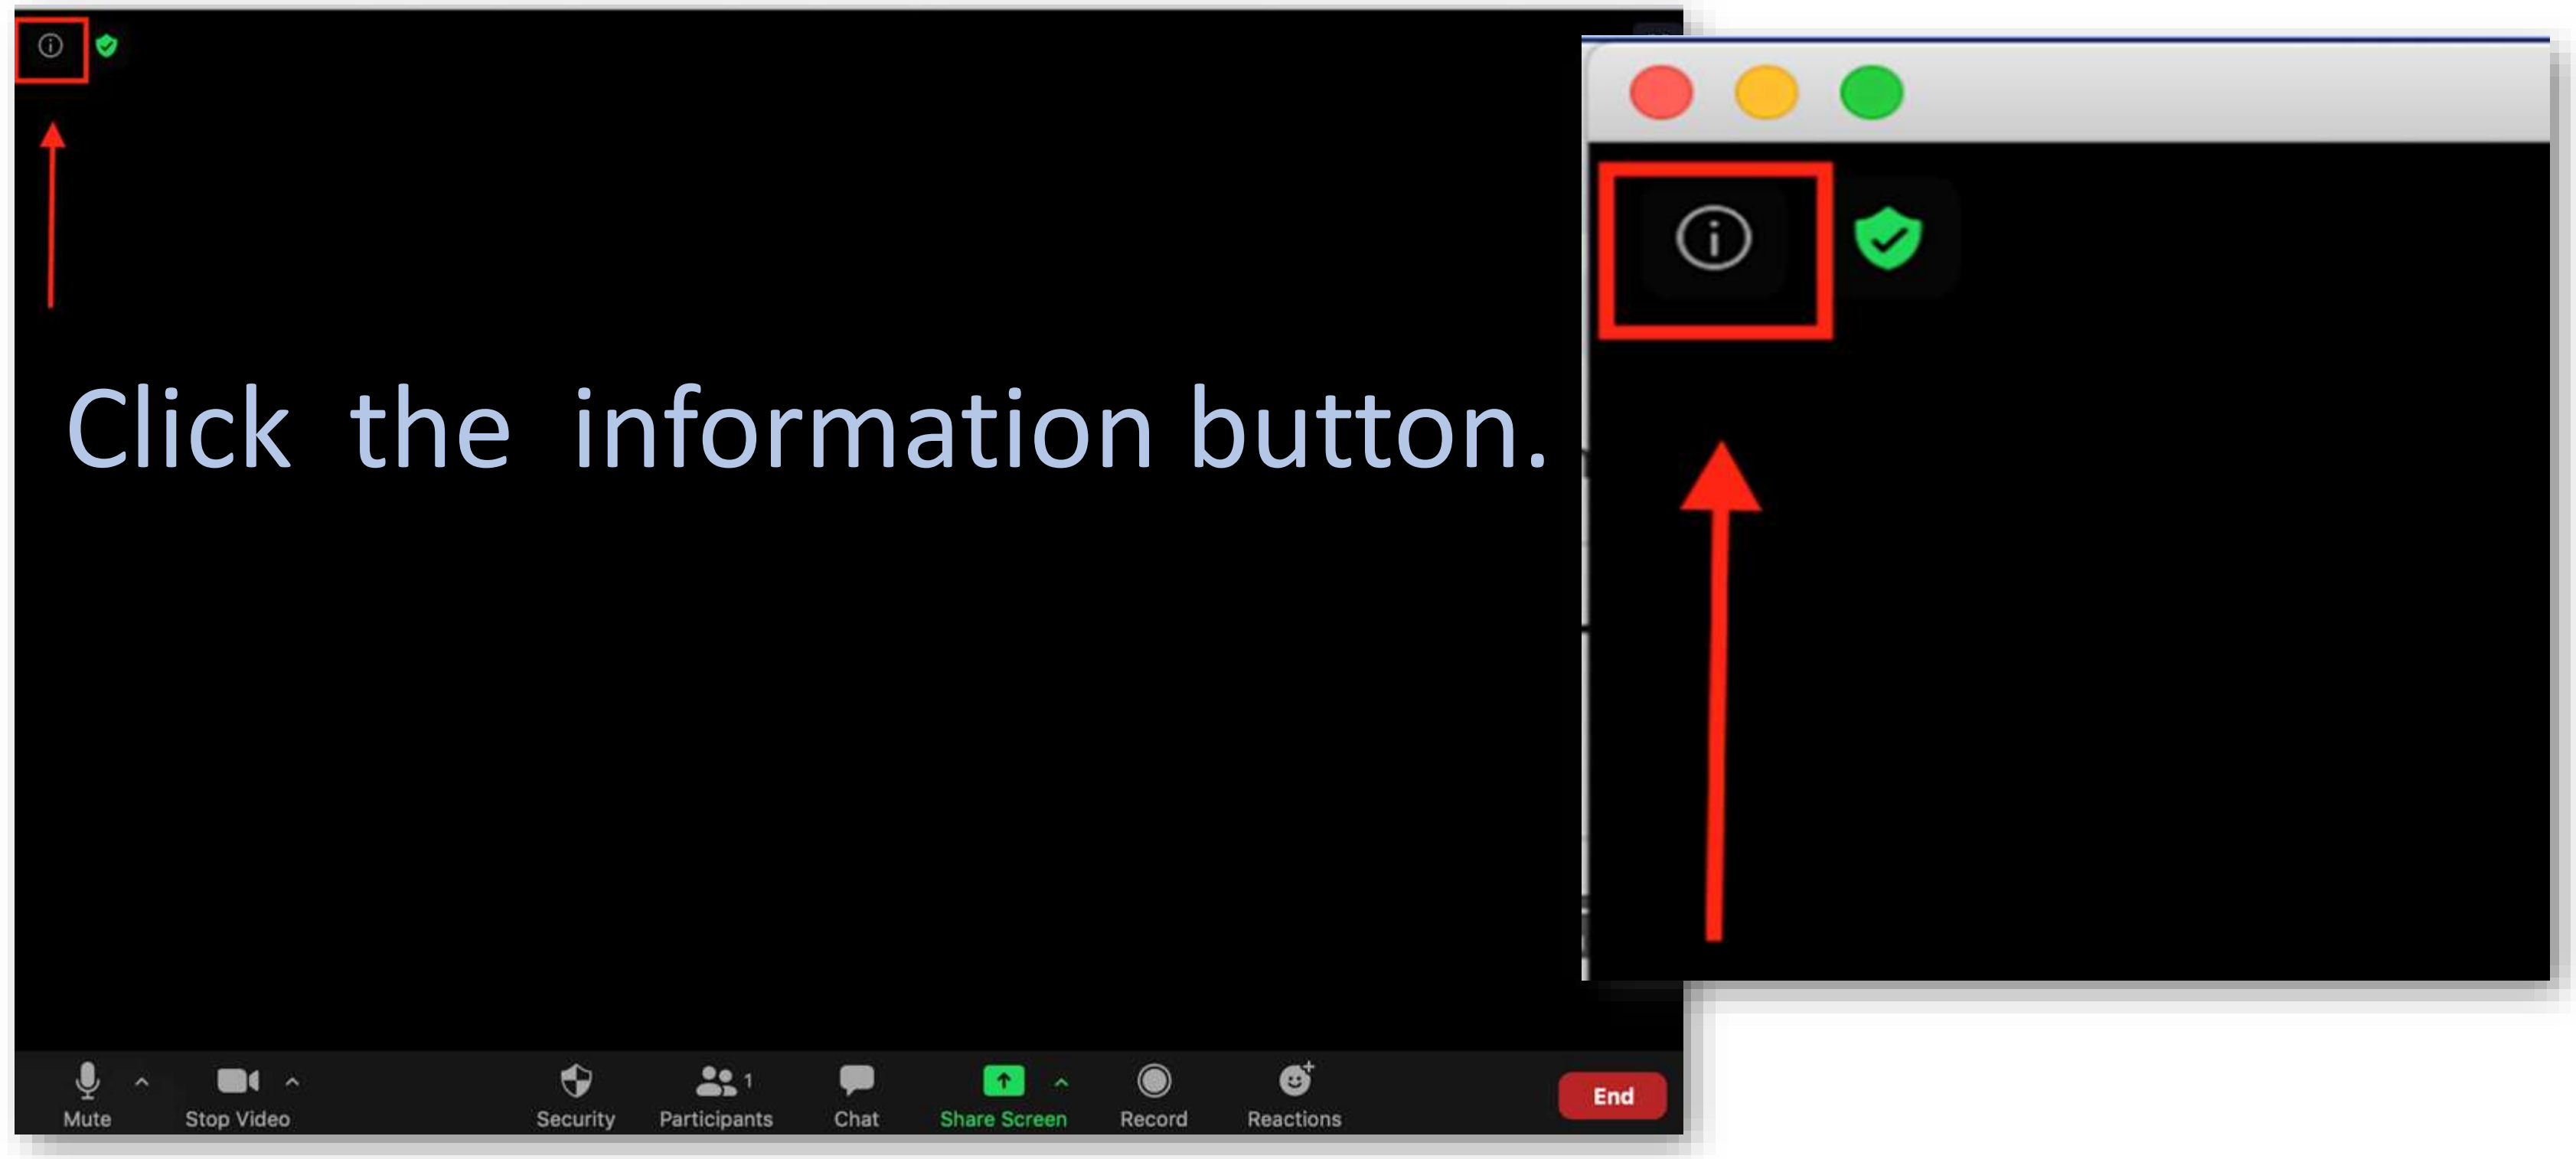 Click the information button.
1
Mute Stop Video Security Participants Chat Share Screen Record Reactions End